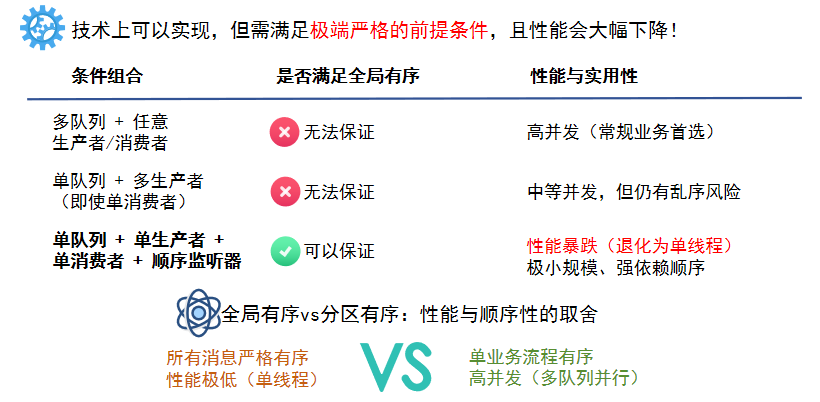 技术上可以实现，但需满足极端严格的前提条件，且性能会大幅下降！
条件组合 是否满足全局有序 性能与实用性
多队列 + 任意
生产者/消费者
无法保证
高并发（常规业务首选）
单队列 + 多生产者
（即使单消费者）
无法保证
中等并发，但仍有乱序风险
单队列 + 单生产者 +
单消费者 + 顺序监听器
可以保证
性能暴跌（退化为单线程）
极小规模、强依赖顺序
全局有序vs分区有序：性能与顺序性的取舍
所有消息严格有序
性能极低（单线程）
VS
单业务流程有序
高并发（多队列并行）